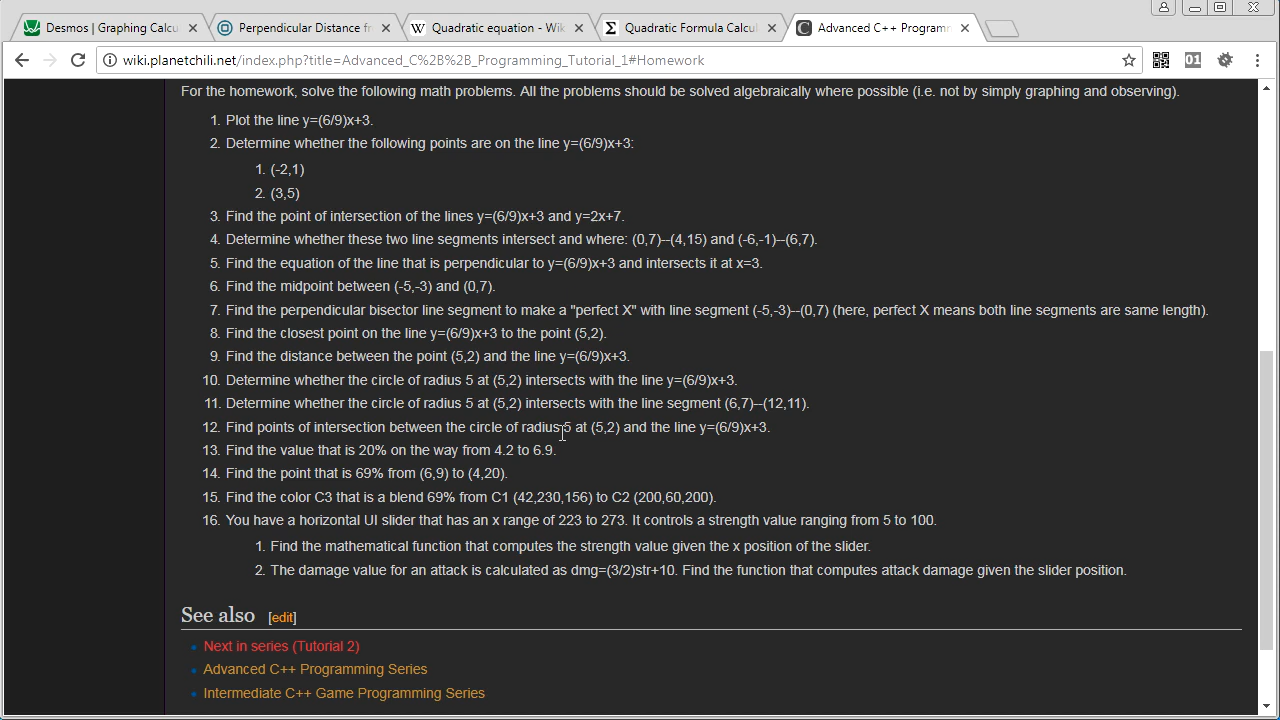 Desmos | Graphing Calcu
Perpendicular Distance fr
Quadratic equation - Wik
Quadratic Formula Calcul
Advanced C++ Programm
wiki.planetchili.net/index.php?title=Advanced_C%2B%2B_Programming_Tutorial_1#Homework
01
For the homework, solve the following math problems. All the problems should be solved algebraically where possible (i.e. not by simply graphing and observing).
1. Plot the line y=(6/9)x+3.
2. Determine whether the following points are on the line y=(6/9)x+3:
1. (-2,1)
2. (3,5)
3. Find the point of intersection of the lines y=(6/9)x+3 and y=2x+7.
4. Determine whether these two line segments intersect and where: (0,7)--(4,15) and (-6,-1)--(6,7).
5. Find the equation of the line that is perpendicular to y=(6/9)x+3 and intersects it at x=3.
6. Find the midpoint between (-5,-3) and (0,7).
7. Find the perpendicular bisector line segment to make a "perfect X" with line segment (-5,-3)--(0,7) (here, perfect X means both line segments are same length).
8. Find the closest point on the line y=(6/9)x+3 to the point (5,2).
9. Find the distance between the point (5,2) and the line y=(6/9)x+3.
10. Determine whether the circle of radius 5 at (5,2) intersects with the line y=(6/9)x+3.
11. Determine whether the circle of radius 5 at (5,2) intersects with the line segment (6,7)--(12,11).
12. Find points of intersection between the circle of radius 5 at (5,2) and the line y=(6/9)x+3.
13. Find the value that is 20% on the way from 4.2 to 6.9.
14. Find the point that is 69% from (6,9) to (4,20).
15. Find the color C3 that is a blend 69% from C1 (42,230,156) to C2 (200,60,200).
16. You have a horizontal UI slider that has an x range of 223 to 273. It controls a strength value ranging from 5 to 100.
1. Find the mathematical function that computes the strength value given the x position of the slider.
2. The damage value for an attack is calculated as dmg=(3/2)str+10. Find the function that computes attack damage given the slider position.
See also [edit]
Next in series (Tutorial 2)
Advanced C++ Programming Series
Intermediate C++ Game Programming Series